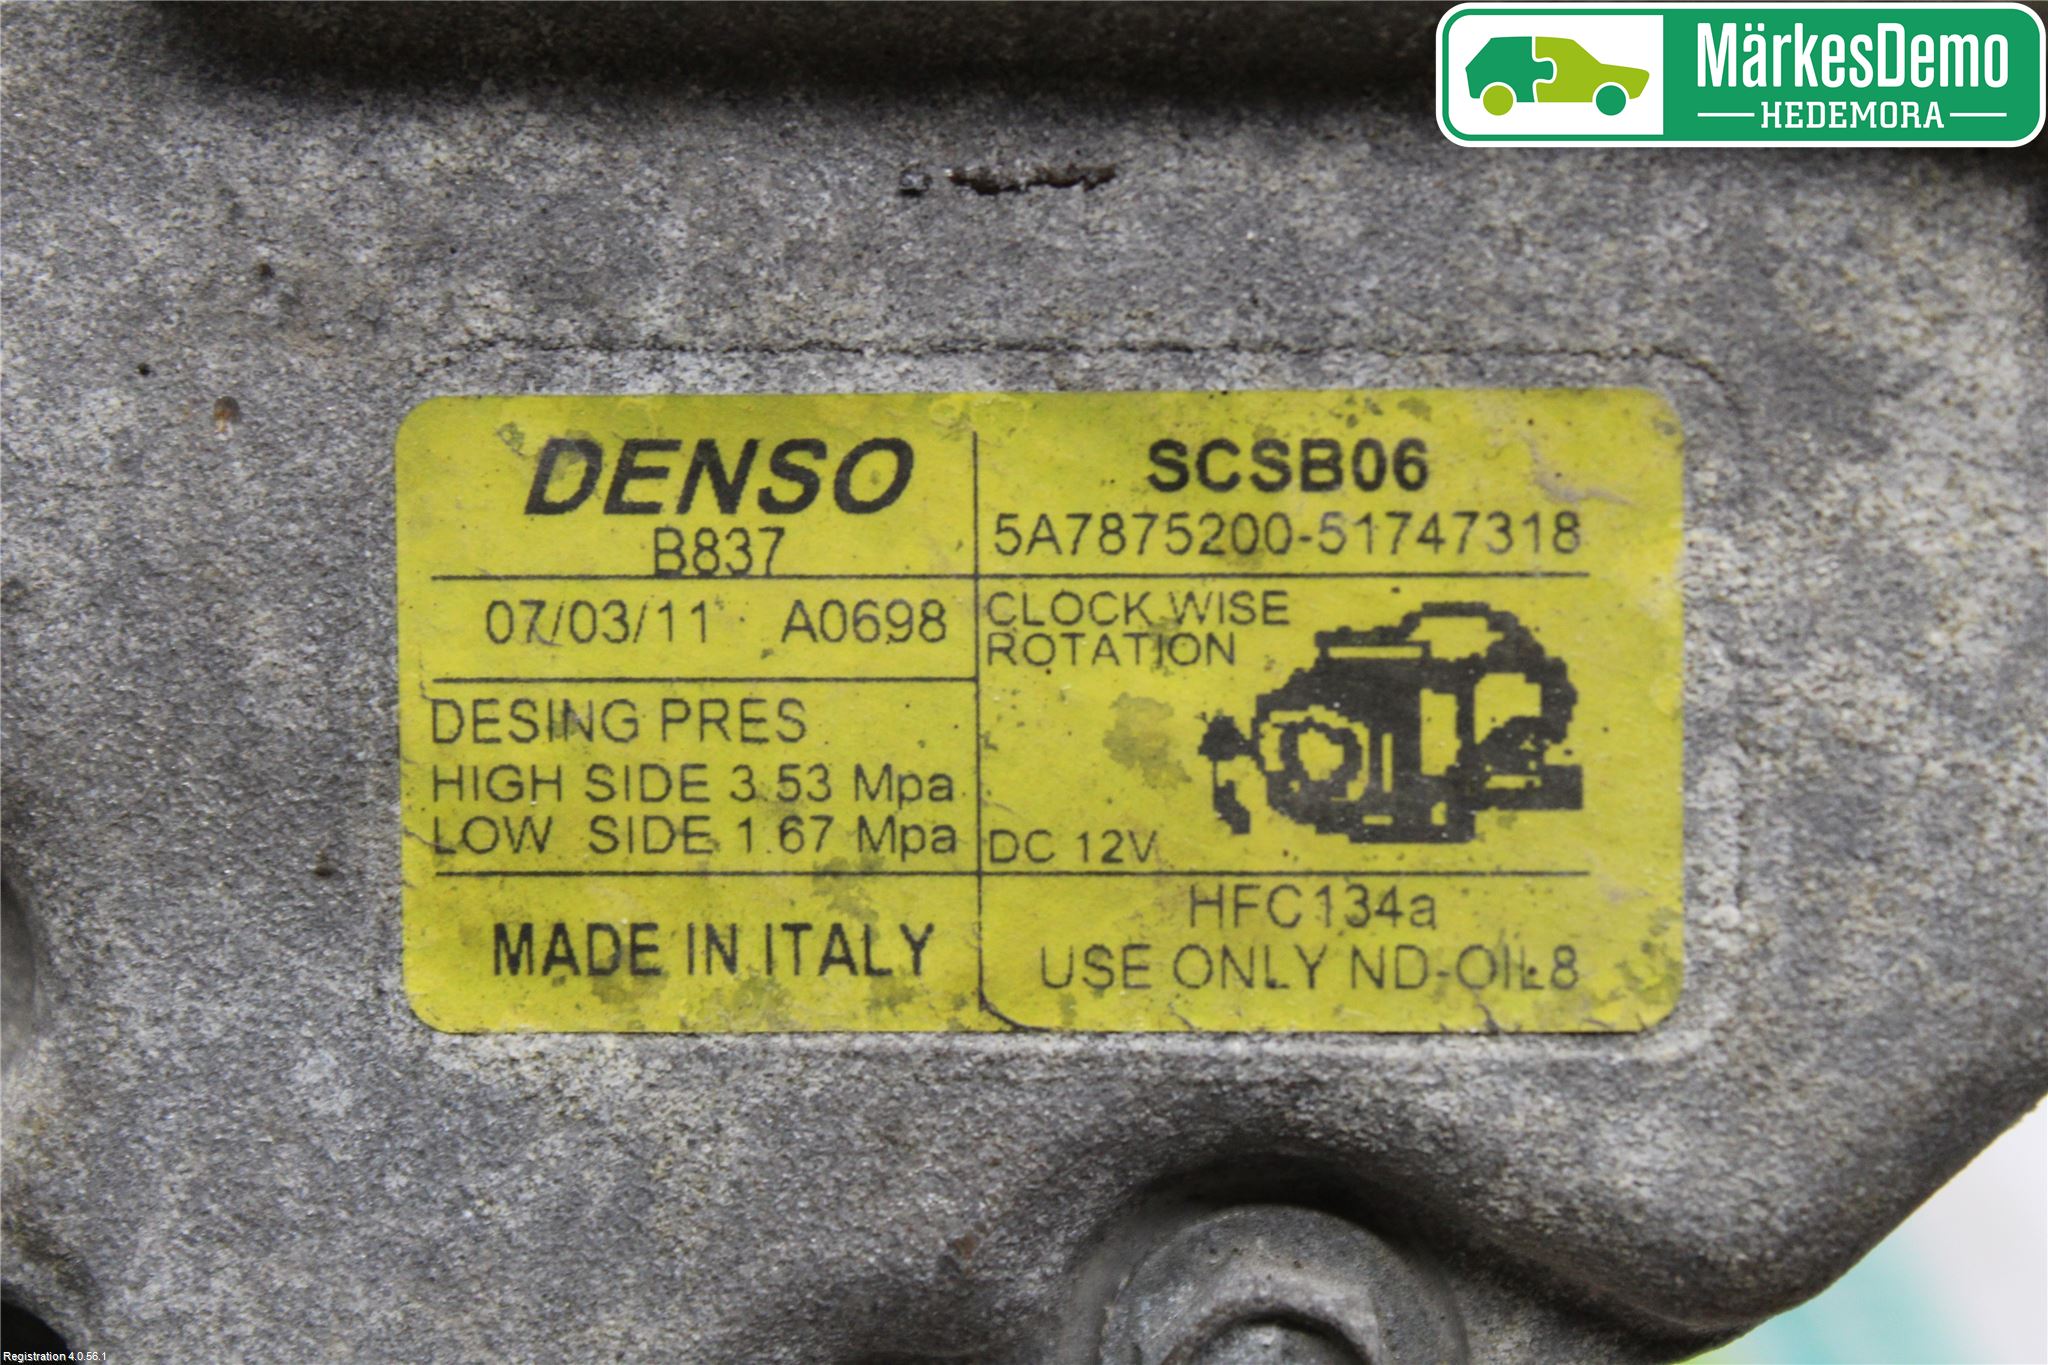 MärkesDemo
HEDEMORA
DENSO
B837
07/03/11 A0698
DESING PRES
HIGH SIDE 3.53 Mpa
LOW SIDE 1.67 Mpa
MADE IN ITALY
SCSB06
5A7875200-51747318
CLOCK WISE
ROTATION
DC 12V
HFC134a
USE ONLY ND-OIL8
Registration 4.0.56.1